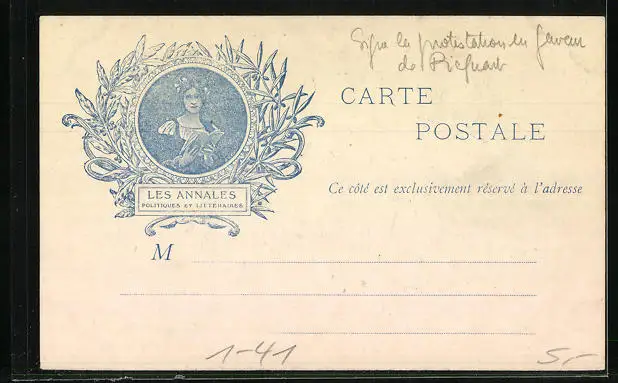 Signa la protestation en faveur
de Picquart
CARTE
POSTALE
LES ANNALES
POLITIQUES ET LITTÉRAIRES
Ce côté est exclusivement réservé à l'adresse
M
1-41
5,-